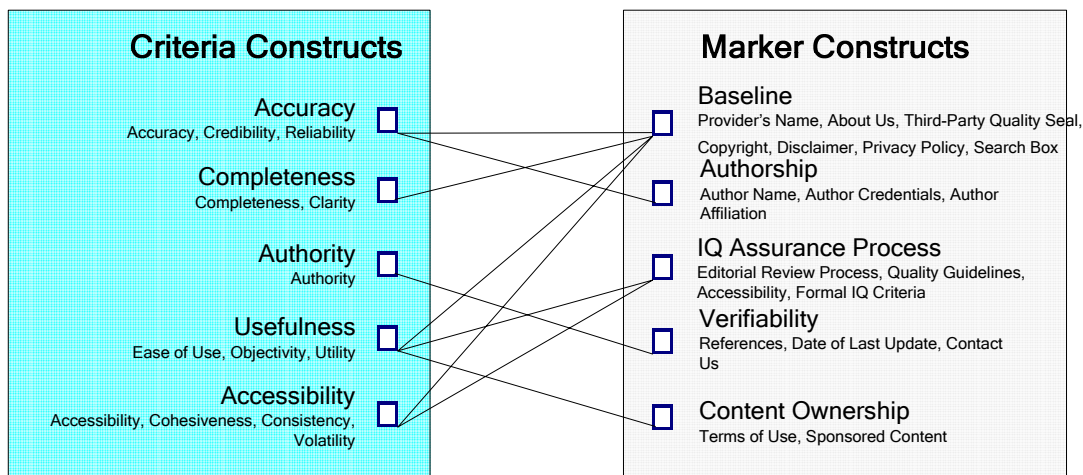 Criteria Constructs
Accuracy
Accuracy, Credibility, Reliability
Completeness
Completeness, Clarity
Authority
Authority
Usefulness
Ease of Use, Objectivity, Utility
Accessibility
Accessibility, Cohesiveness, Consistency,
Volatility
Marker Constructs
Baseline
Provider's Name, About Us, Third-Party Quality Seal,
Copyright, Disclaimer, Privacy Policy, Search Box
Authorship
Author Name, Author Credentials, Author
Affiliation
IQ Assurance Process
Editorial Review Process, Quality Guidelines,
Accessibility, Formal IQ Criteria
Verifiability
References, Date of Last Update, Contact
Us
Content Ownership
Terms of Use, Sponsored Content